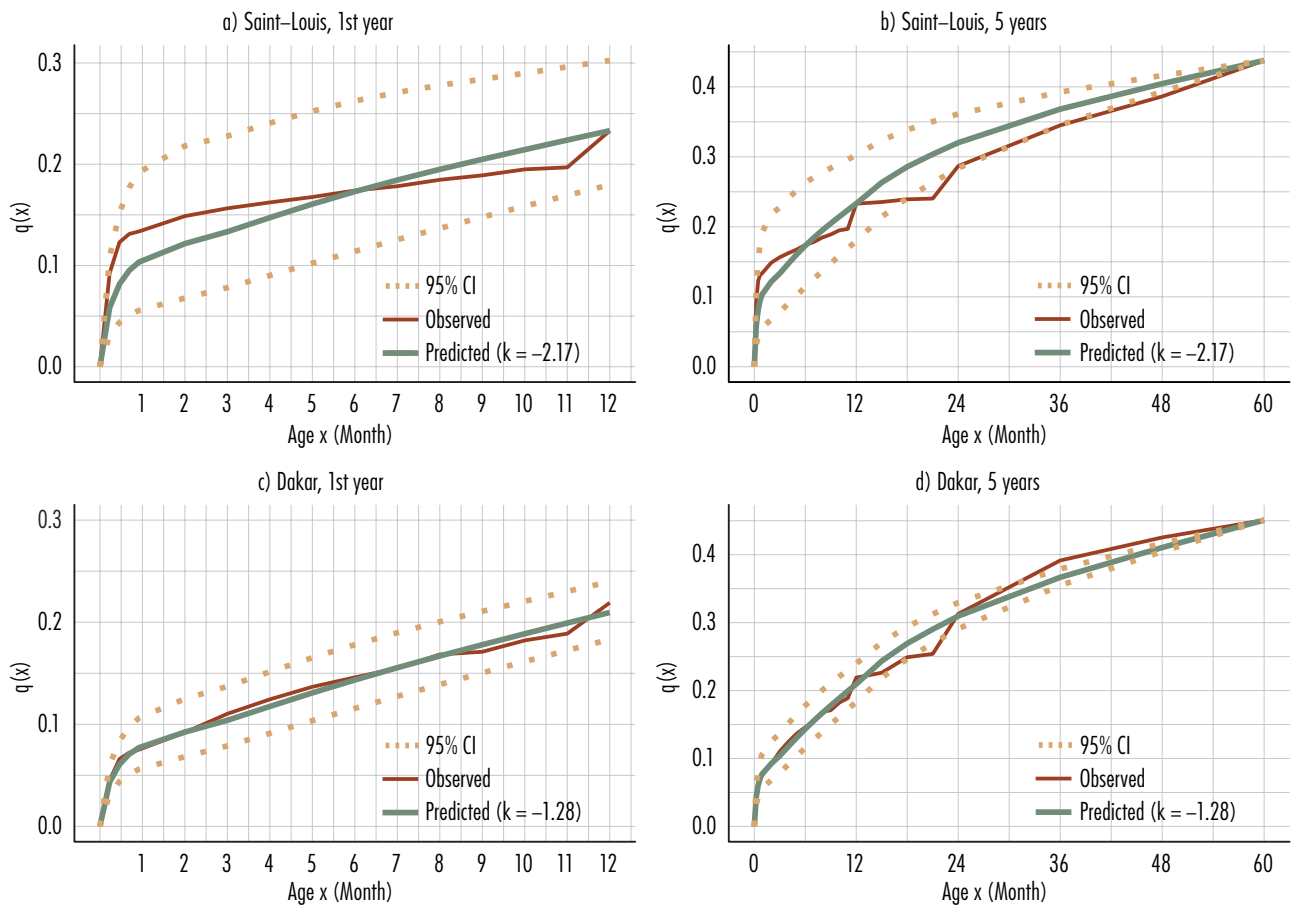 a) Saint–Louis, 1st year
0.3
0.2
0.1
0.0
q(x)
95% CI
Observed
Predicted (k = –2.17)
1 2 3 4 5 6 7 8 9 10 11 12
Age x (Month)
b) Saint–Louis, 5 years
0.4
0.3
0.2
0.1
0.0
q(x)
95% CI
Observed
Predicted (k = –2.17)
0 12 24 36 48 60
Age x (Month)
c) Dakar, 1st year
0.3
0.2
0.1
0.0
q(x)
95% CI
Observed
Predicted (k = –1.28)
1 2 3 4 5 6 7 8 9 10 11 12
Age x (Month)
d) Dakar, 5 years
0.4
0.3
0.2
0.1
0.0
q(x)
95% CI
Observed
Predicted (k = –1.28)
0 12 24 36 48 60
Age x (Month)